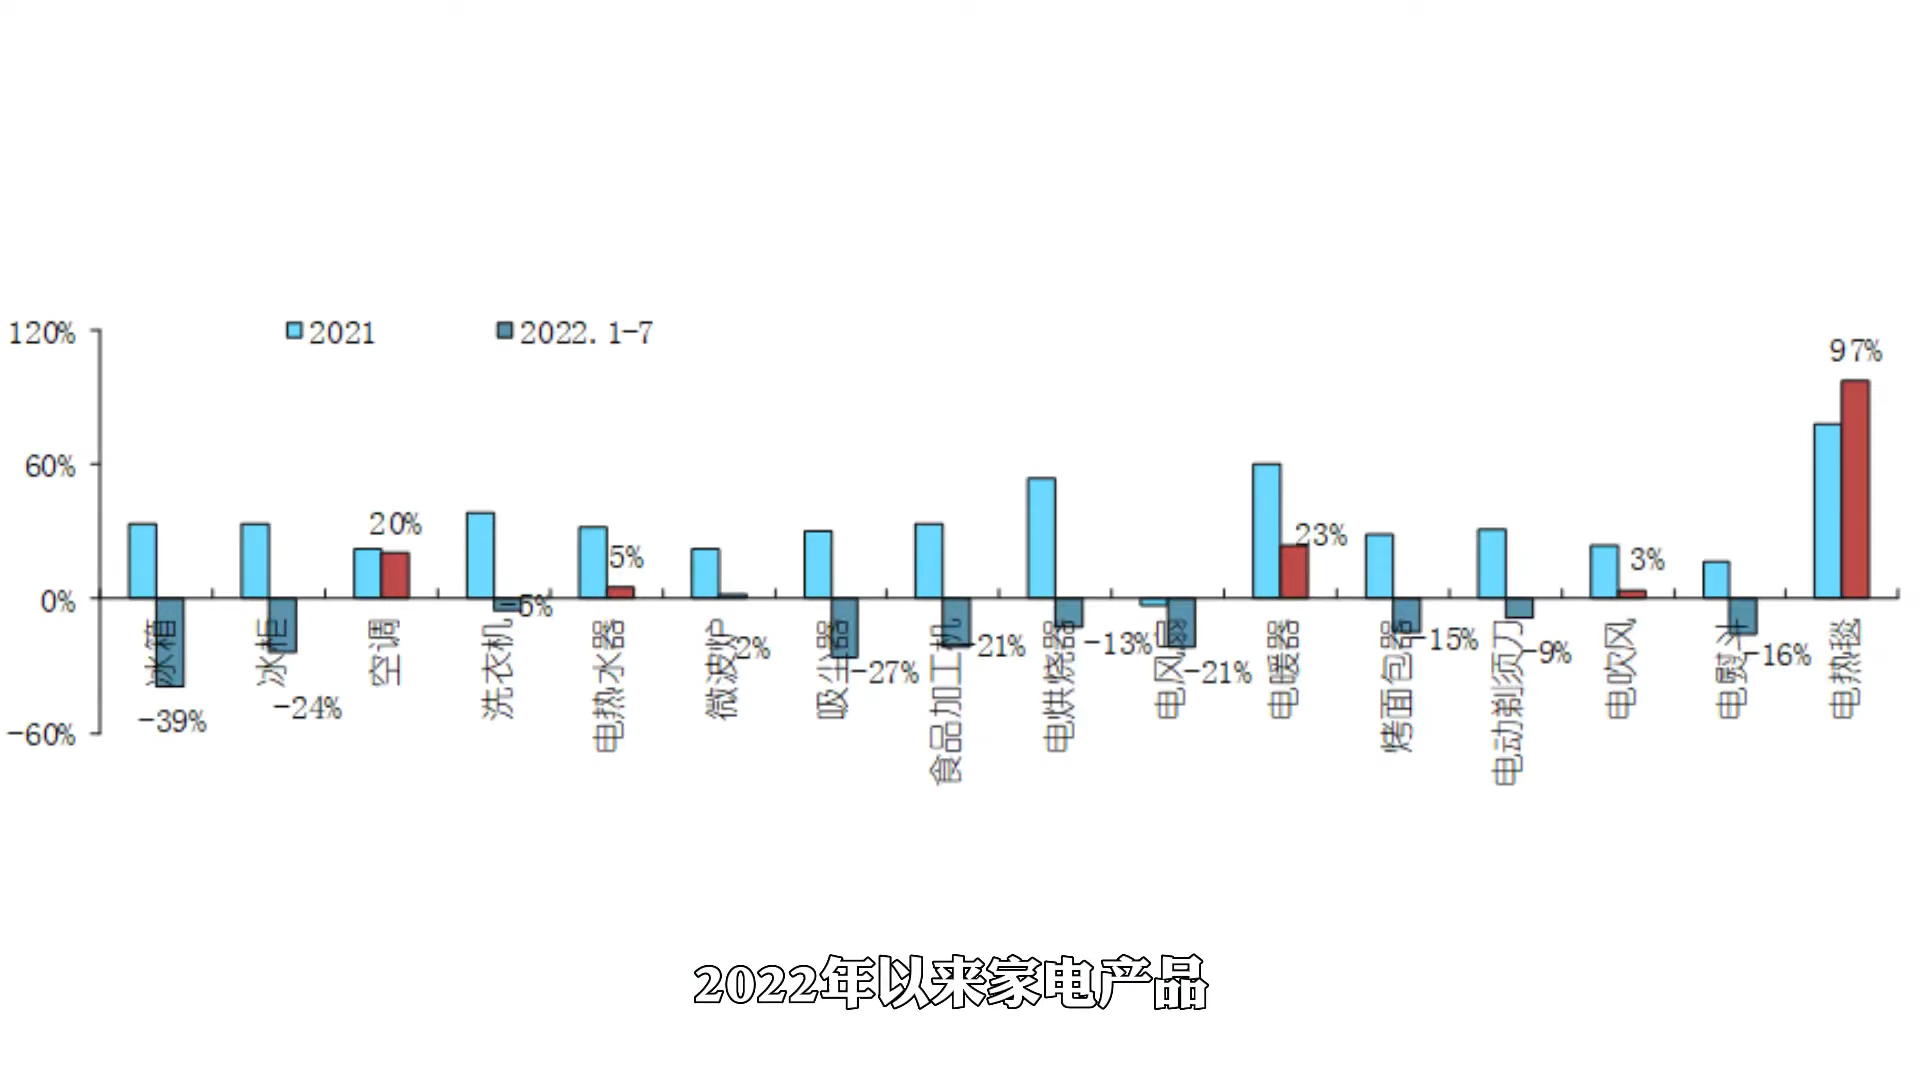 120%
2021
2022.1-7
97%
60%
20%
5%
23%
3%
0%
-6%
2%
-27%
-21%
-13%
-21%
-15%
-9%
-16%
-39%
-24%
-60%
冰箱
冰柜
空调
洗衣机
电热水器
微波炉
吸尘器
食品加工机
电烘烧器
电风扇
电暖器
烤面包器
电动剃须刀
电吹风
电熨斗
电热毯
2022年以来家电产品